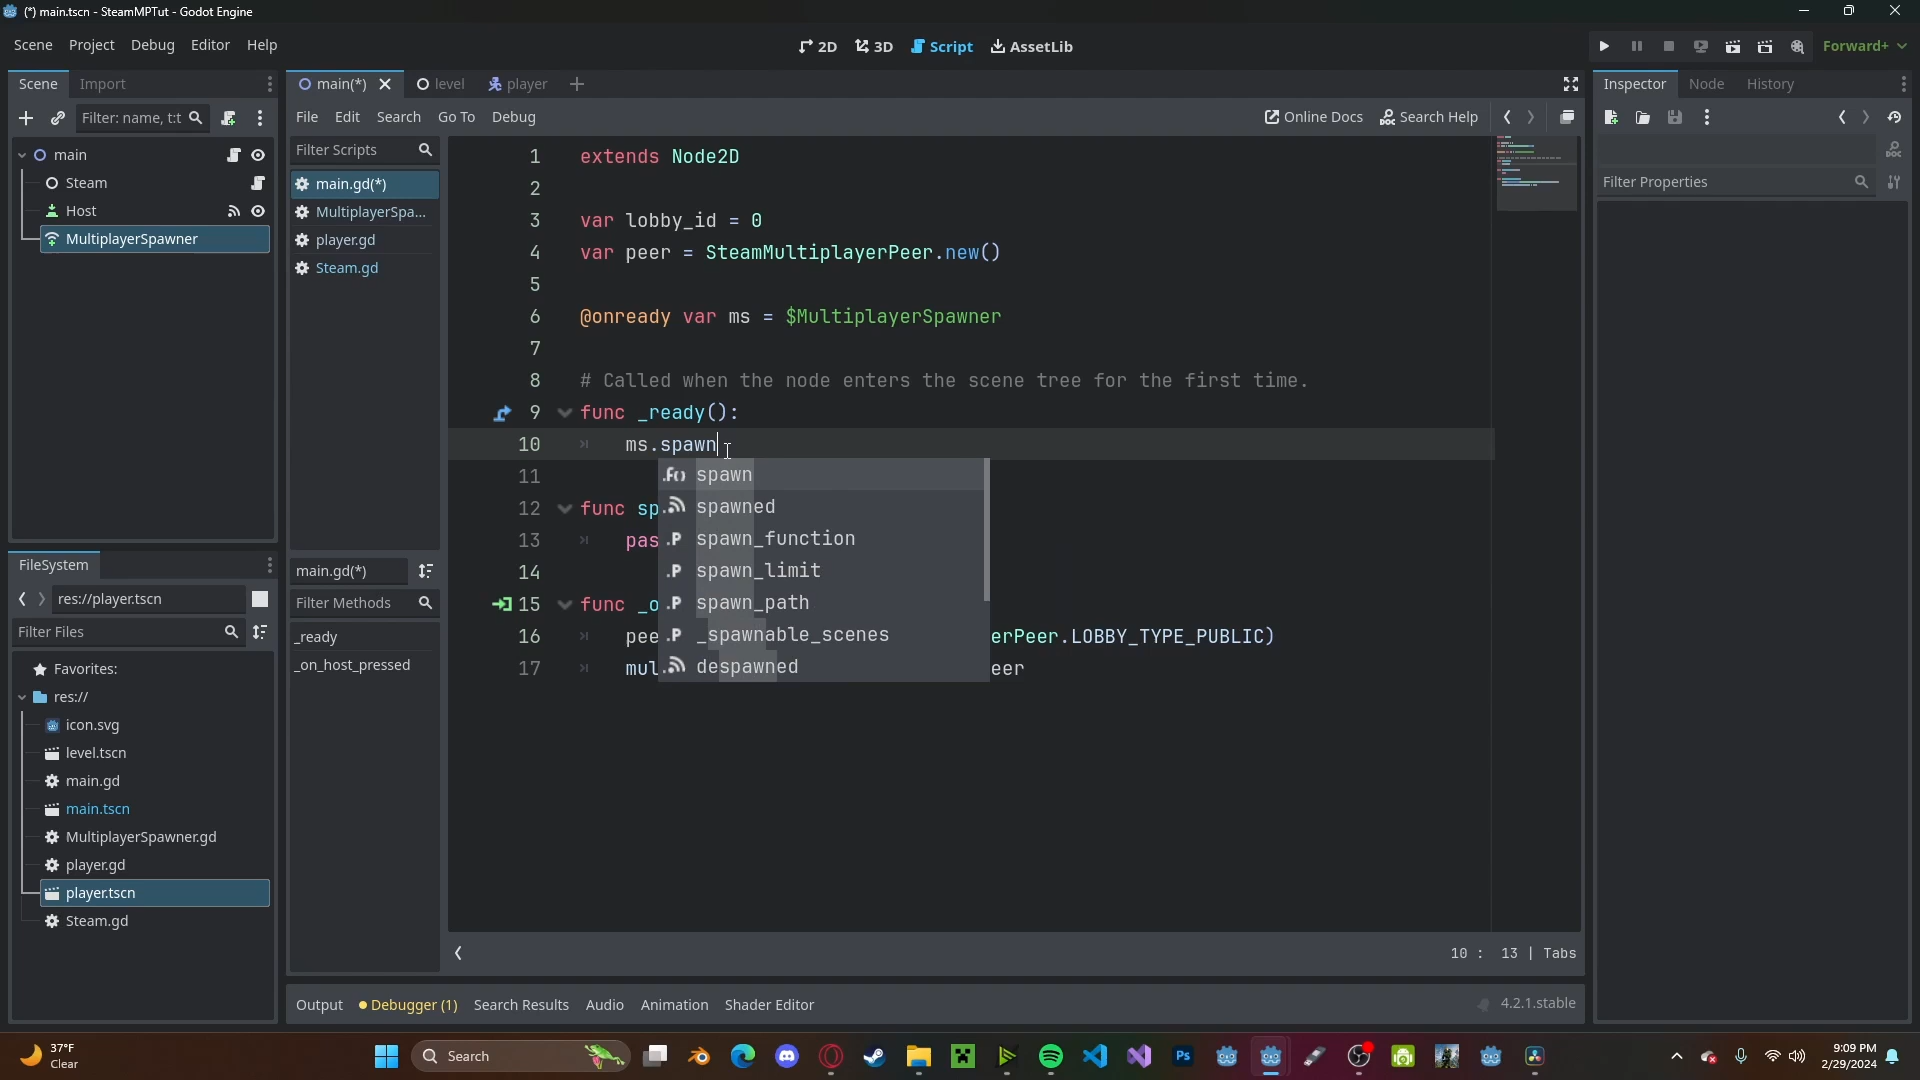 (*) main.tscn - SteamMPTut - Godot Engine
Scene Project Debug Editor Help
2D 3D Script AssetLib
Forward+
Scene Import
main(*) level player
Inspector Node History
Filter: name, t:t
File Edit Search Go To Debug
Online Docs Search Help
Filter Scripts
Filter Properties
main
Steam
Host
MultiplayerSpawner
main.gd(*)
MultiplayerSpa...
player.gd
Steam.gd
1 extends Node2D
2
3 var lobby_id = 0
4 var peer = SteamMultiplayerPeer.new()
5
6 @onready var ms = $MultiplayerSpawner
7
8 # Called when the node enters the scene tree for the first time.
9 func _ready():
10 ms.spawn
11
12 func sp
13 pas
14
15 func _o
16 pee erPeer.LOBBY_TYPE_PUBLIC)
17 mul eer
.f() spawn
spawned
.P spawn_function
.P spawn_limit
.P spawn_path
.P _spawnable_scenes
despawned
FileSystem
res://player.tscn
Filter Files
Favorites:
res://
icon.svg
level.tscn
main.gd
main.tscn
MultiplayerSpawner.gd
player.gd
player.tscn
Steam.gd
main.gd(*)
Filter Methods
_ready
_on_host_pressed
10 : 13 | Tabs
Output Debugger (1) Search Results Audio Animation Shader Editor
4.2.1.stable
37°F
Clear
Search
Ps
9:09 PM
2/29/2024